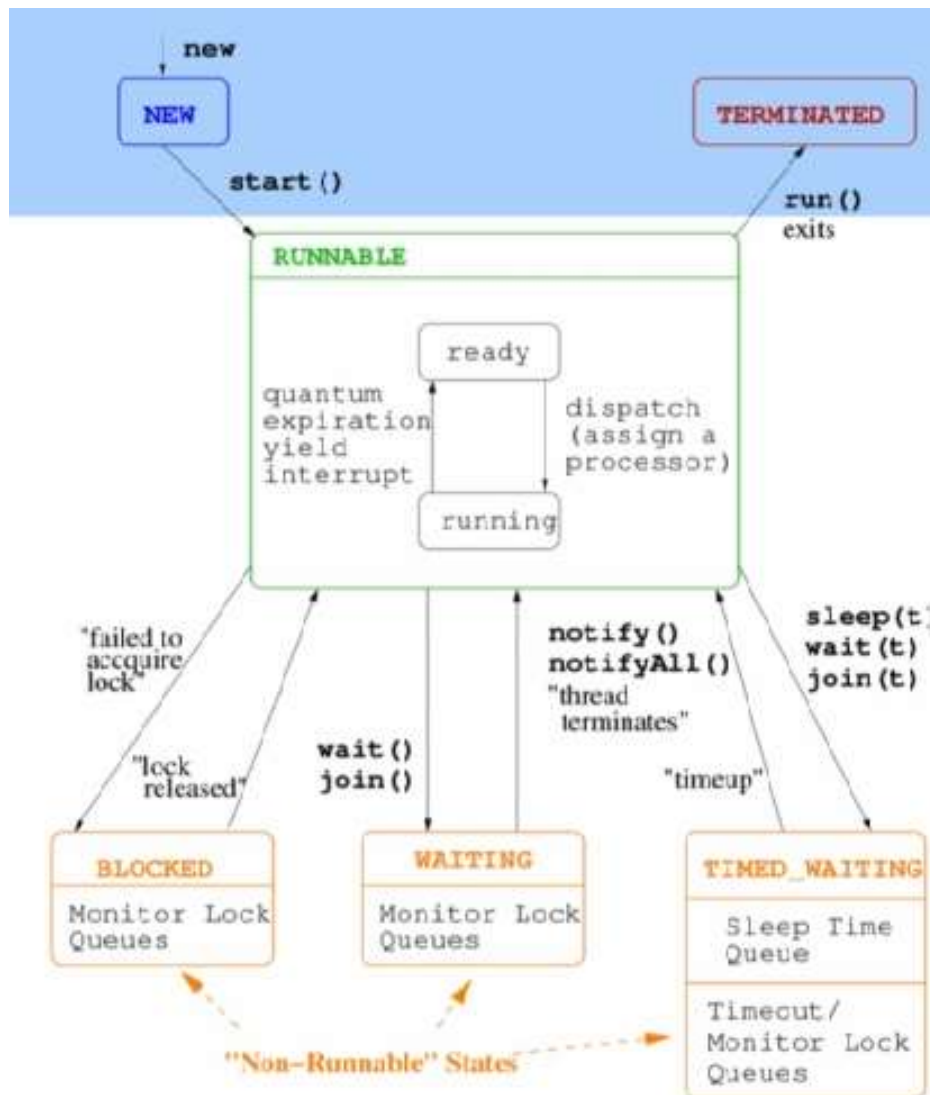 new
NEW
TERMINATED
start()
run()
exits
RUNNABLE
ready
quantum
expiration
yield
interrupt
dispatch
(assign a
processor)
running
"failed to
accquire
lock"
"lock
released"
wait()
join()
notify()
notifyAll()
"thread
terminates"
"timeup"
sleep(t)
wait(t)
join(t)
BLOCKED
Monitor Lock
Queues
WAITING
Monitor Lock
Queues
TIMED_WAITING
Sleep Time
Queue
Timecut/
Monitor Lock
Queues
"Non-Runnable" States